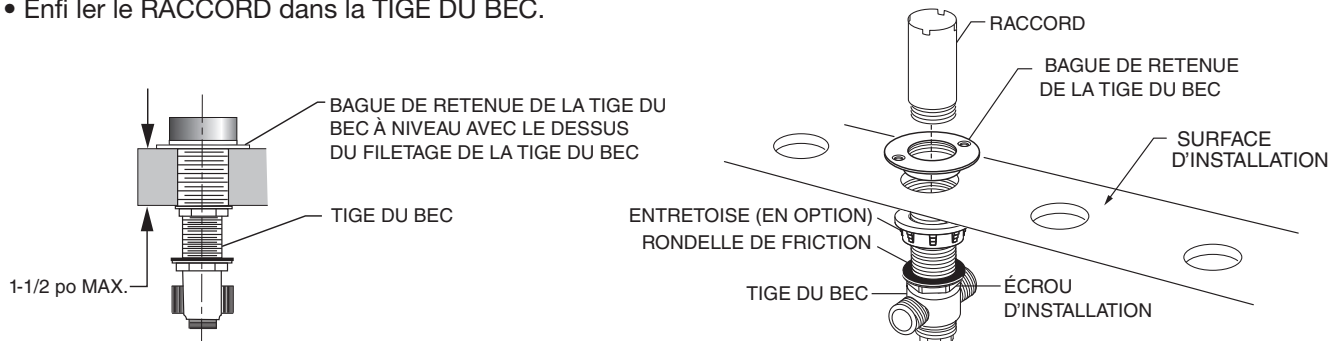 • Enfi ler le RACCORD dans la TIGE DU BEC.
BAGUE DE RETENUE DE LA TIGE DU
BEC À NIVEAU AVEC LE DESSUS
DU FILETAGE DE LA TIGE DU BEC
TIGE DU BEC
1-1/2 po MAX.
RACCORD
BAGUE DE RETENUE
DE LA TIGE DU BEC
SURFACE
D'INSTALLATION
ENTRETOISE (EN OPTION)
RONDELLE DE FRICTION
TIGE DU BEC
ÉCROU
D'INSTALLATION